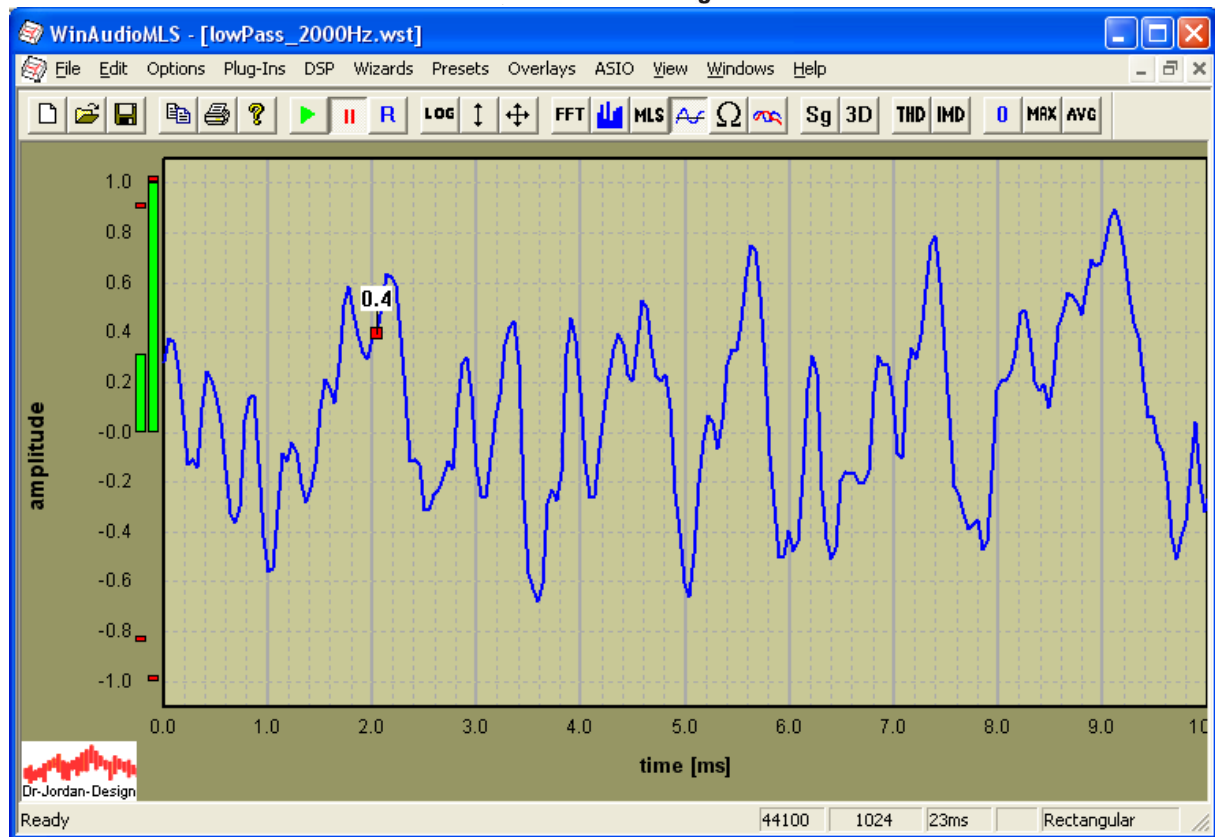 WinAudioMLS - [lowPass_2000Hz.wst]
File Edit Options Plug-Ins DSP Wizards Presets Overlays ASIO View Windows Help
R LOG FFT MLS Ω Sg 3D THD IMD 0 MAX AVG
1.0
0.8
0.6
0.4
0.4
0.2
-0.0
-0.2
-0.4
-0.6
-0.8
-1.0
amplitude
0.0 1.0 2.0 3.0 4.0 5.0 6.0 7.0 8.0 9.0 10
time [ms]
Dr-Jordan-Design
Ready 44100 1024 23ms Rectangular